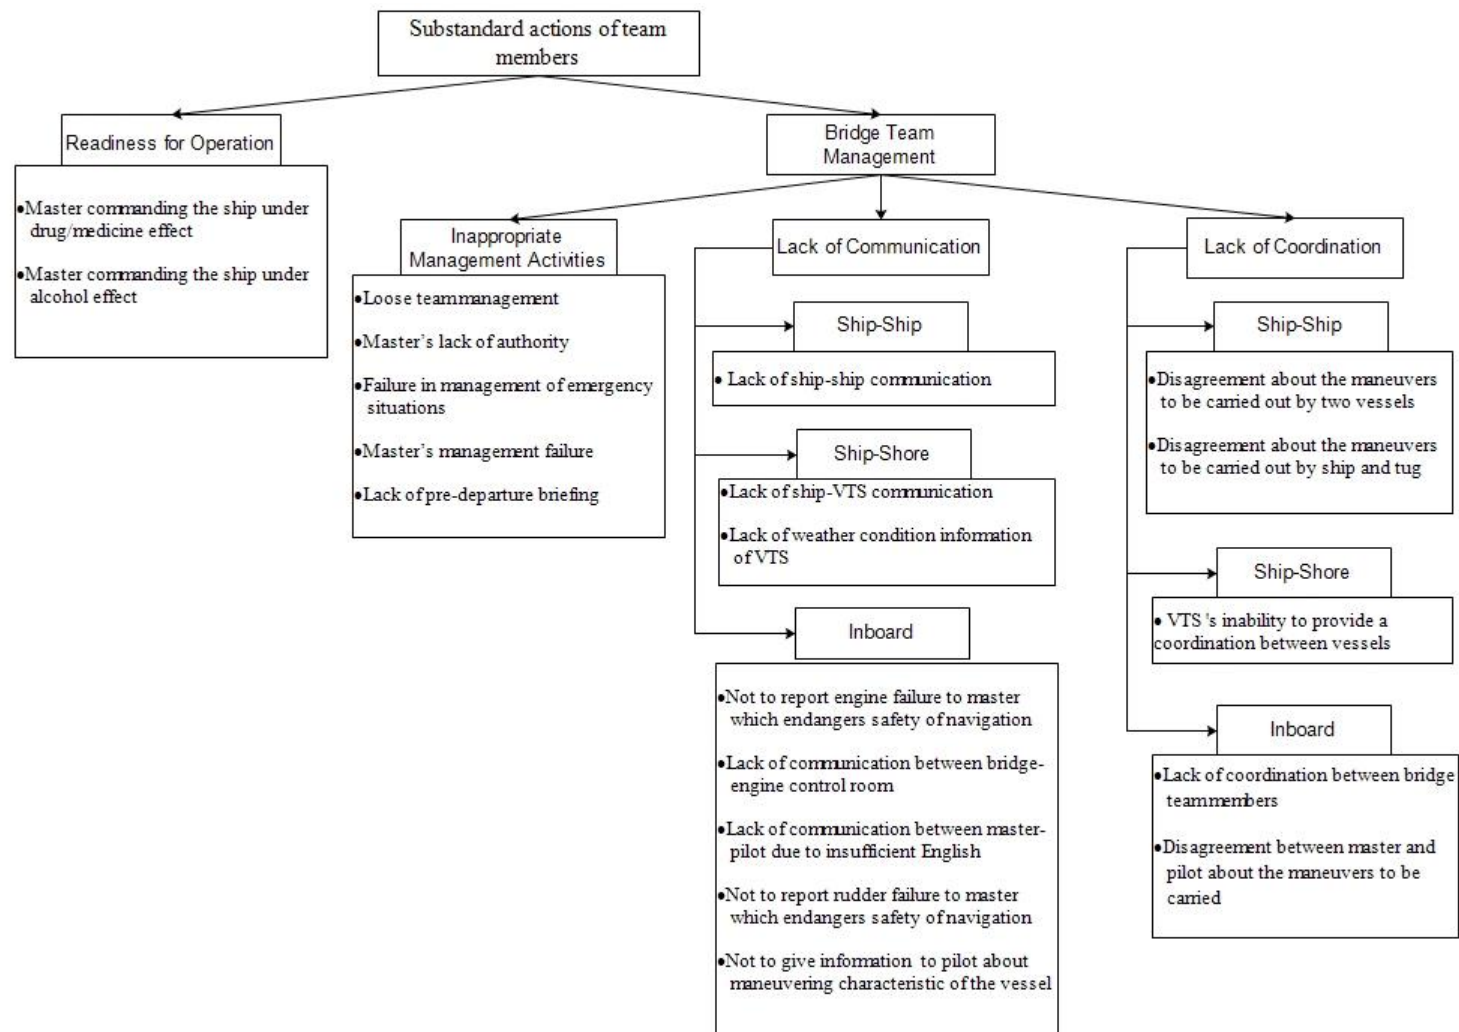 Substandard actions of team
members
Readiness for Operation
●Master commanding the ship under
drug/medicine effect
●Master commanding the ship under
alcohol effect
Bridge Team
Management
Inappropriate
Management Activities
●Loose teammanagement
●Master’s lack of authority
●Failure in management of emergency
situations
●Master’s management failure
●Lack of pre-departure briefing
Lack of Communication
Ship-Ship
● Lack of ship-ship communication
Ship-Shore
●Lack of ship-VTS communication
●Lack of weather condition information
of VTS
Inboard
●Not to report engine failure to master
which endangers safety of navigation
●Lack of communication between bridge-
engine control room
●Lack of communication between master-
pilot due to insufficient English
●Not to report rudder failure to master
which endangers safety of navigation
●Not to give information to pilot about
maneuvering characteristic of the vessel
Lack of Coordination
Ship-Ship
●Disagreement about the maneuvers
to be carried out by two vessels
●Disagreement about the maneuvers
to be carried out by ship and tug
Ship-Shore
● VTS 's inability to provide a
coordination between vessels
Inboard
●Lack of coordination between bridge
teammembers
●Disagreement between master and
pilot about the maneuvers to be
carried